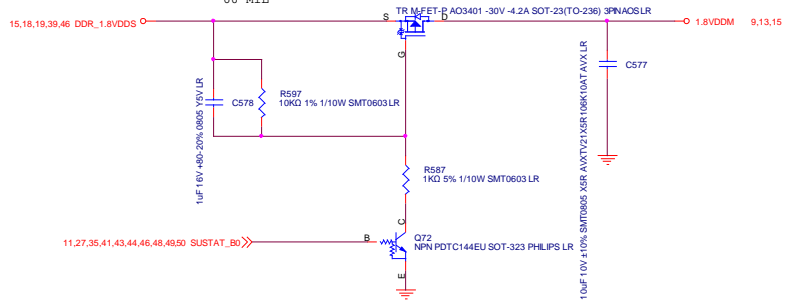 TR M-FET-P AO3401 -30V -4.2A SOT-23(TO-236) 3PIN AOS LR
S
D
15,18,19,39,46 DDR_1.8VDDS
1.8VDDM 9,13,15
G
C577
10uF 10V ±10% SMT0805 X5R AVXTV21X5R106K10AT AVX LR
1uF 16V +80-20% 0805 Y5V LR
C578
R597
10KΩ 1% 1/10W SMT0603 LR
R587
1KΩ 5% 1/10W SMT0603 LR
C
11,27,35,41,43,44,46,48,49,50 SUSTAT_B0
B
Q72
NPN PDTC144EU SOT-323 PHILIPS LR
E